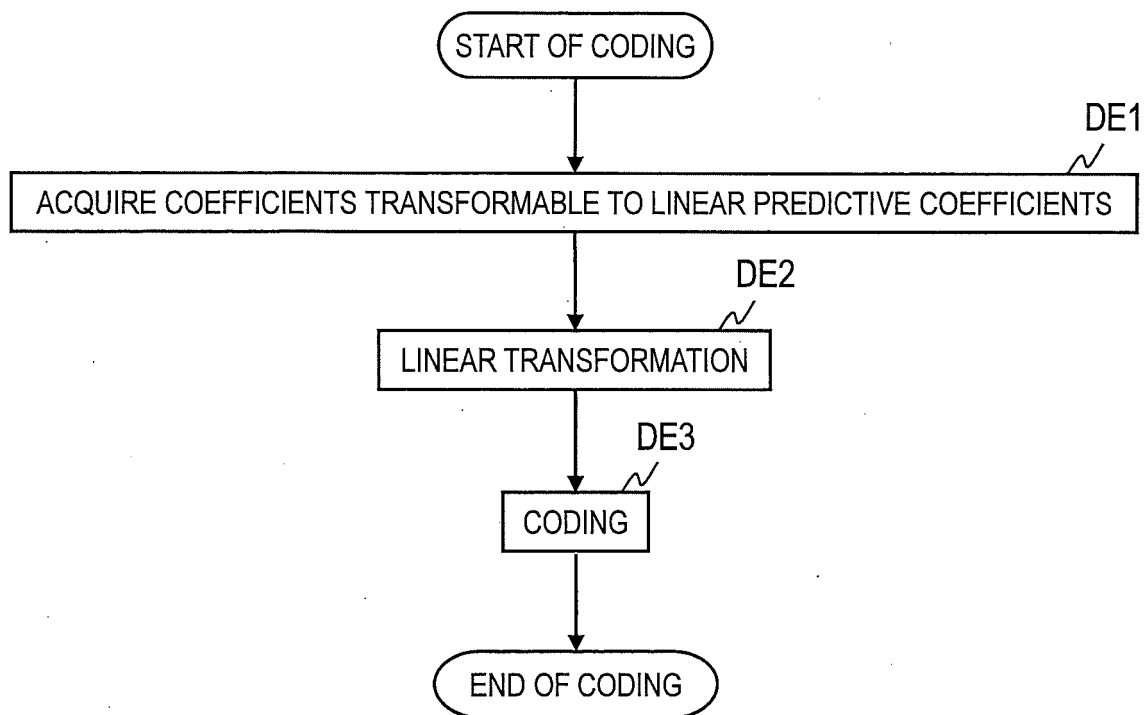 START OF CODING
DE1
ACQUIRE COEFFICIENTS TRANSFORMABLE TO LINEAR PREDICTIVE COEFFICIENTS
DE2
LINEAR TRANSFORMATION
DE3
CODING
END OF CODING